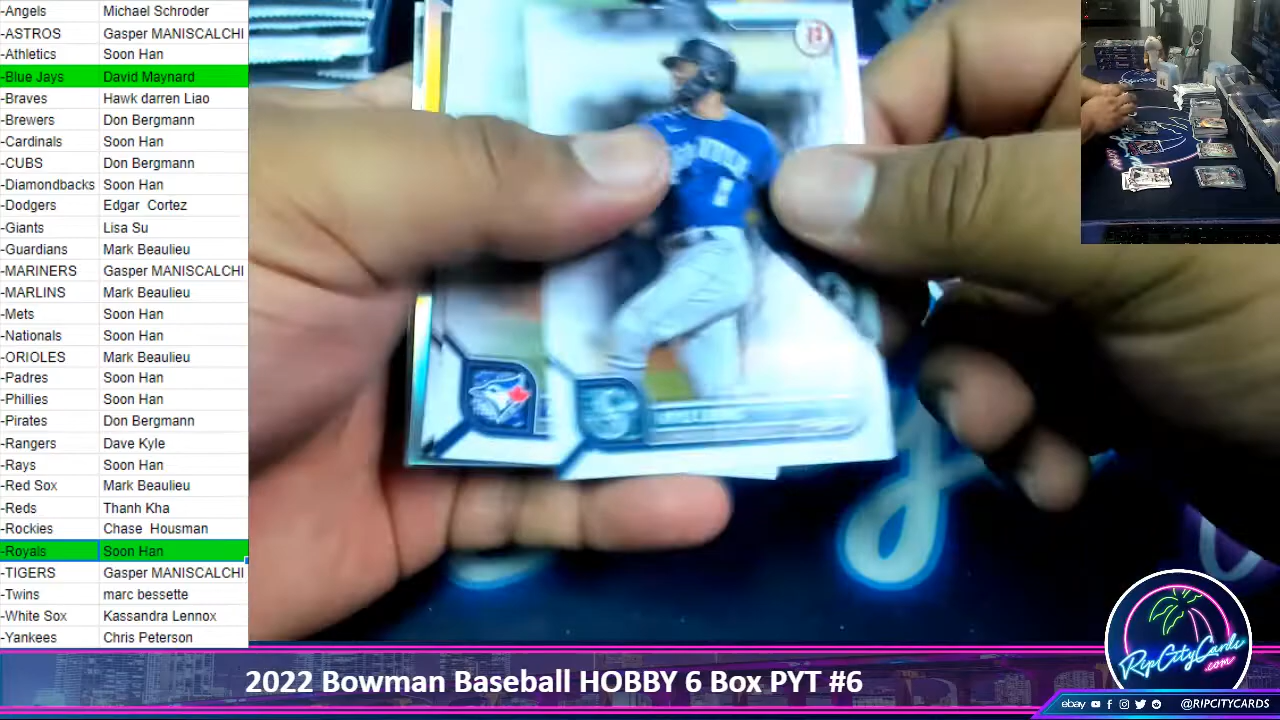 -Angels Michael Schroder
-ASTROS Gasper MANISCALCHI
-Athletics Soon Han
-Blue Jays David Maynard
-Braves Hawk darren Liao
-Brewers Don Bergmann
-Cardinals Soon Han
-CUBS Don Bergmann
-Diamondbacks Soon Han
-Dodgers Edgar Cortez
-Giants Lisa Su
-Guardians Mark Beaulieu
-MARINERS Gasper MANISCALCHI
-MARLINS Mark Beaulieu
-Mets Soon Han
-Nationals Soon Han
-ORIOLES Mark Beaulieu
-Padres Soon Han
-Phillies Soon Han
-Pirates Don Bergmann
-Rangers Dave Kyle
-Rays Soon Han
-Red Sox Mark Beaulieu
-Reds Thanh Kha
-Rockies Chase Housman
-Royals Soon Han
-TIGERS Gasper MANISCALCHI
-Twins marc bessette
-White Sox Kassandra Lennox
-Yankees Chris Peterson
2022 Bowman Baseball HOBBY 6 Box PYT #6
RipCityCards
.com
ebay @RIPCITYCARDS